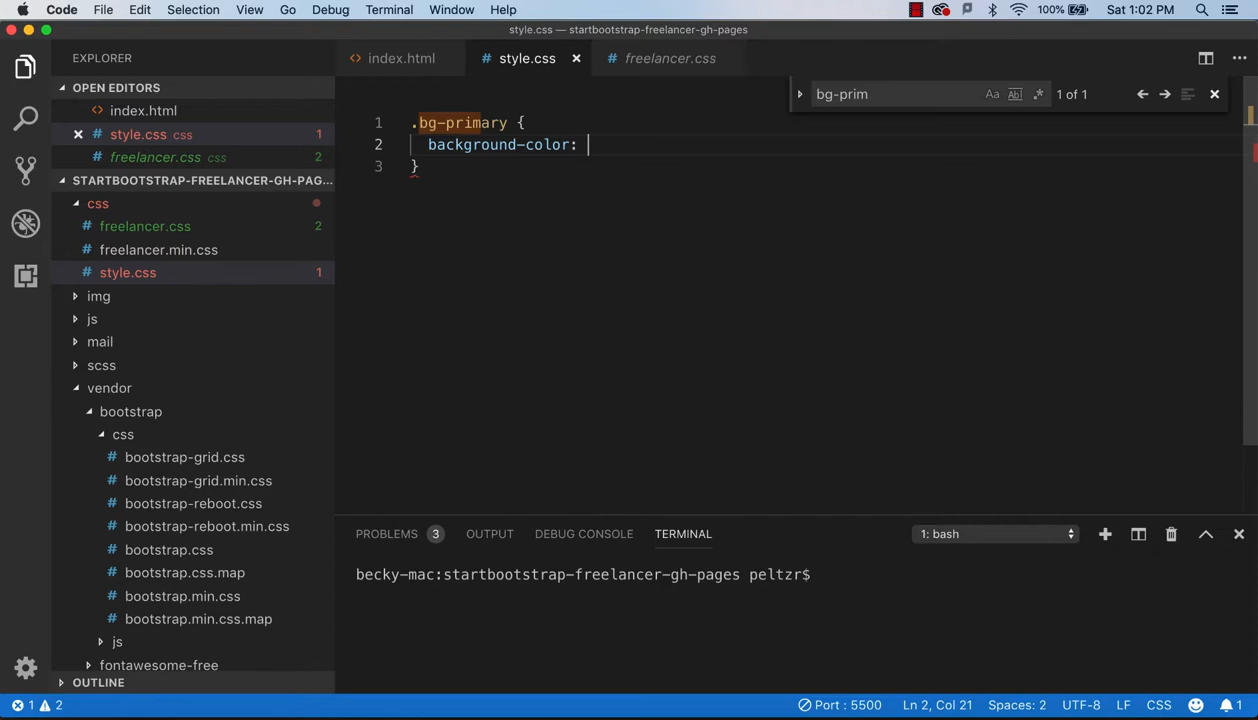 Code File Edit Selection View Go Debug Terminal Window Help 100% Sat 1:02 PM
style.css — startbootstrap-freelancer-gh-pages
EXPLORER
OPEN EDITORS
index.html
style.css css 1
freelancer.css css 2
STARTBOOTSTRAP-FREELANCER-GH-PAG...
css
freelancer.css 2
freelancer.min.css
style.css 1
img
js
mail
scss
vendor
bootstrap
css
bootstrap-grid.css
bootstrap-grid.min.css
bootstrap-reboot.css
bootstrap-reboot.min.css
bootstrap.css
bootstrap.css.map
bootstrap.min.css
bootstrap.min.css.map
js
fontawesome-free
OUTLINE
index.html style.css freelancer.css
bg-prim Aa Abl .* 1 of 1
1 .bg-primary {
2 background-color:
3 }
PROBLEMS 3 OUTPUT DEBUG CONSOLE TERMINAL 1: bash
becky-mac:startbootstrap-freelancer-gh-pages peltzr$
1 2 Port : 5500 Ln 2, Col 21 Spaces: 2 UTF-8 LF CSS 1